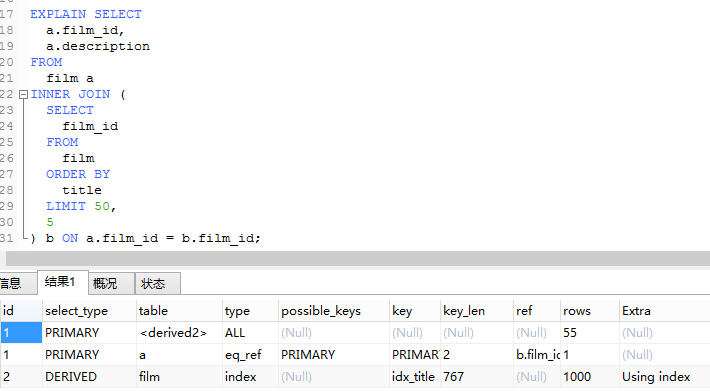 17 EXPLAIN SELECT
18 a.film_id,
19 a.description
20 FROM
21 film a
22 INNER JOIN (
23 SELECT
24 film_id
25 FROM
26 film
27 ORDER BY
28 title
29 LIMIT 50,
30 5
31 ) b ON a.film_id = b.film_id;
信息 结果1 概况 状态
id select_type table type possible_keys key key_len ref rows Extra
1 PRIMARY <derived2> ALL (Null) (Null) (Null) (Null) 55 (Null)
1 PRIMARY a eq_ref PRIMARY PRIMAR 2 b.film_ic 1 (Null)
2 DERIVED film index (Null) idx_title 767 (Null) 1000 Using index